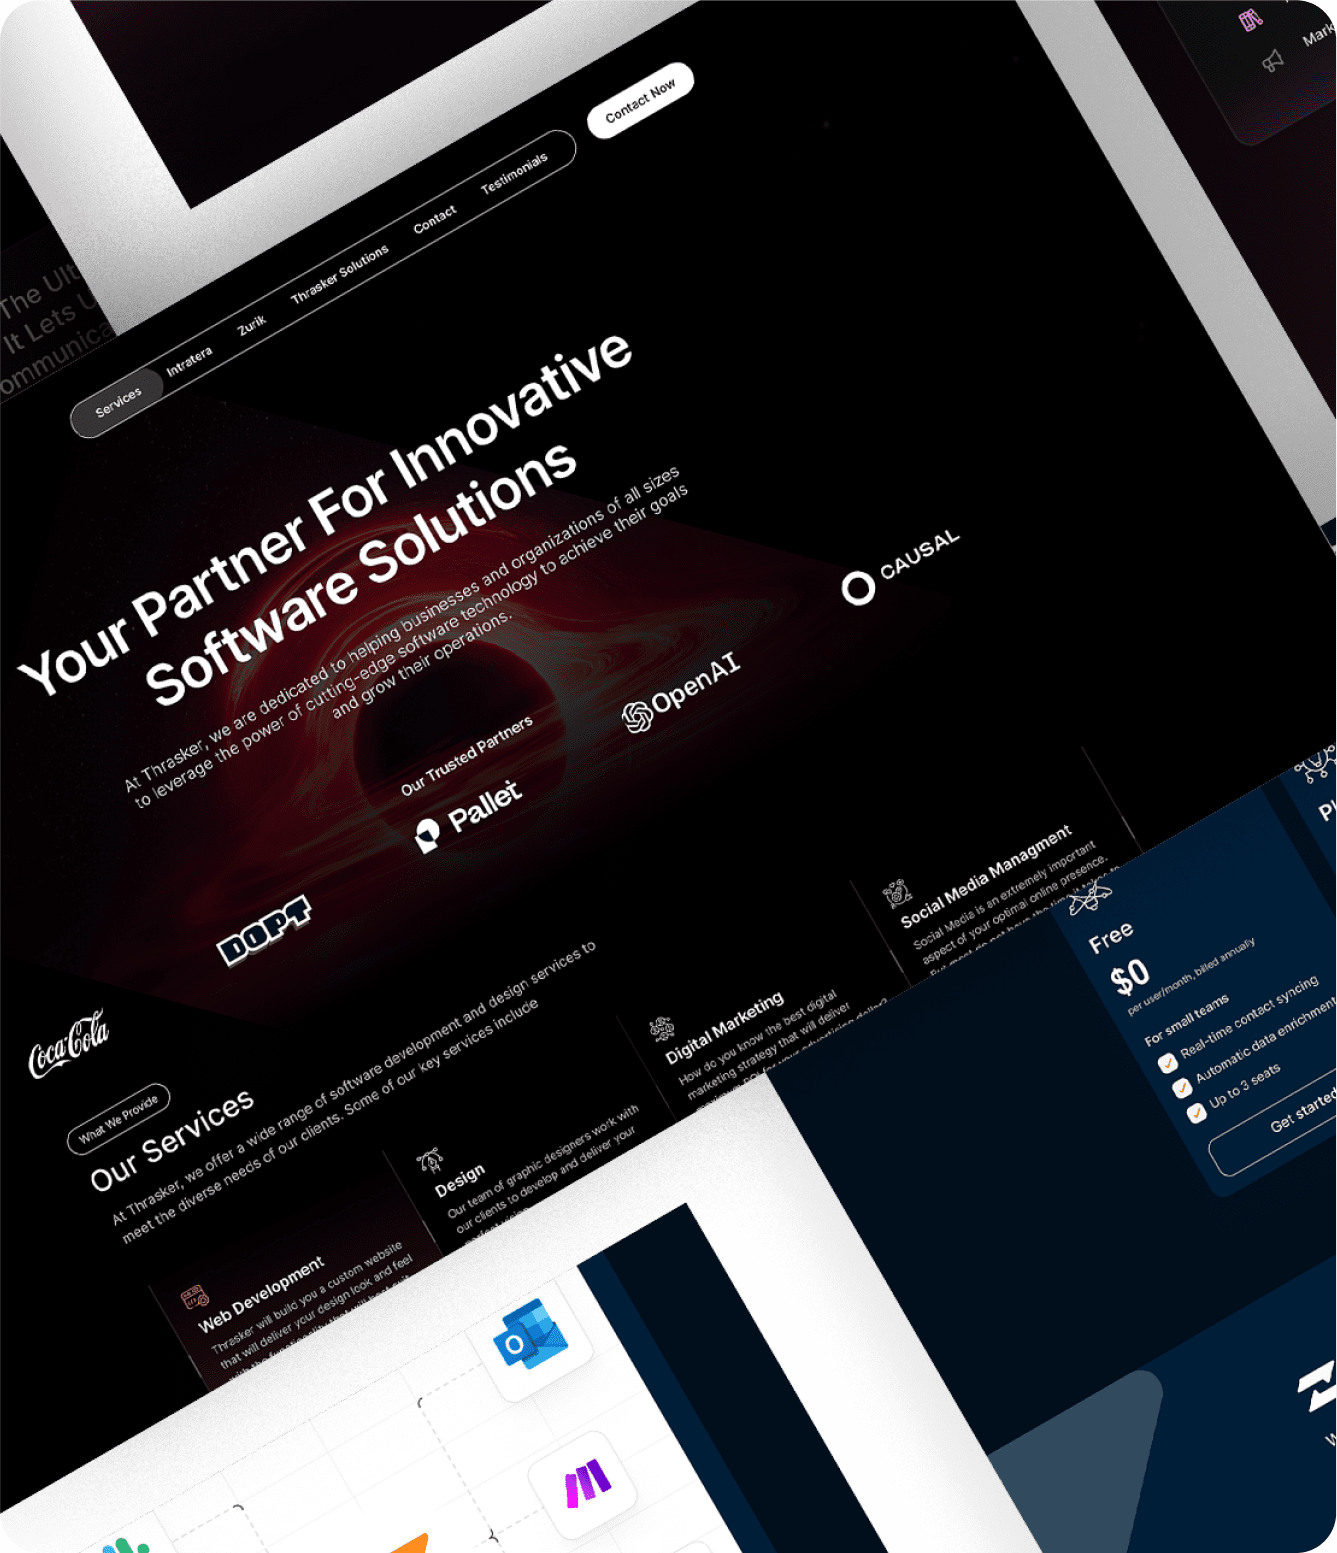 Mark
The Ult
It Lets U
ommunica
Contact Now
Services
Intratera
Zurik
Thrasker Solutions
Contact
Testimonials
Your Partner For Innovative
Software Solutions
At Thrasker, we are dedicated to helping businesses and organizations of all sizes
to leverage the power of cutting-edge software technology to achieve their goals
and grow their operations.
Our Trusted Partners
Coca-Cola
DOPT
Pallet
OpenAI
CAUSAL
What We Provide
Our Services
At Thrasker, we offer a wide range of software development and design services to
meet the diverse needs of our clients. Some of our key services include
Web Development
Thrasker will build you a custom website
that will deliver your design look and feel
Design
Our team of graphic designers work with
our clients to develop and deliver your
Digital Marketing
How do you know the best digital
marketing strategy that will deliver
Social Media Managment
Social Media is an extremely important
aspect of your optimal online presence.
Free
$0
per user/month, billed annually
For small teams
Real-time contact syncing
Automatic data enrichment
Up to 3 seats
Get started
Pl